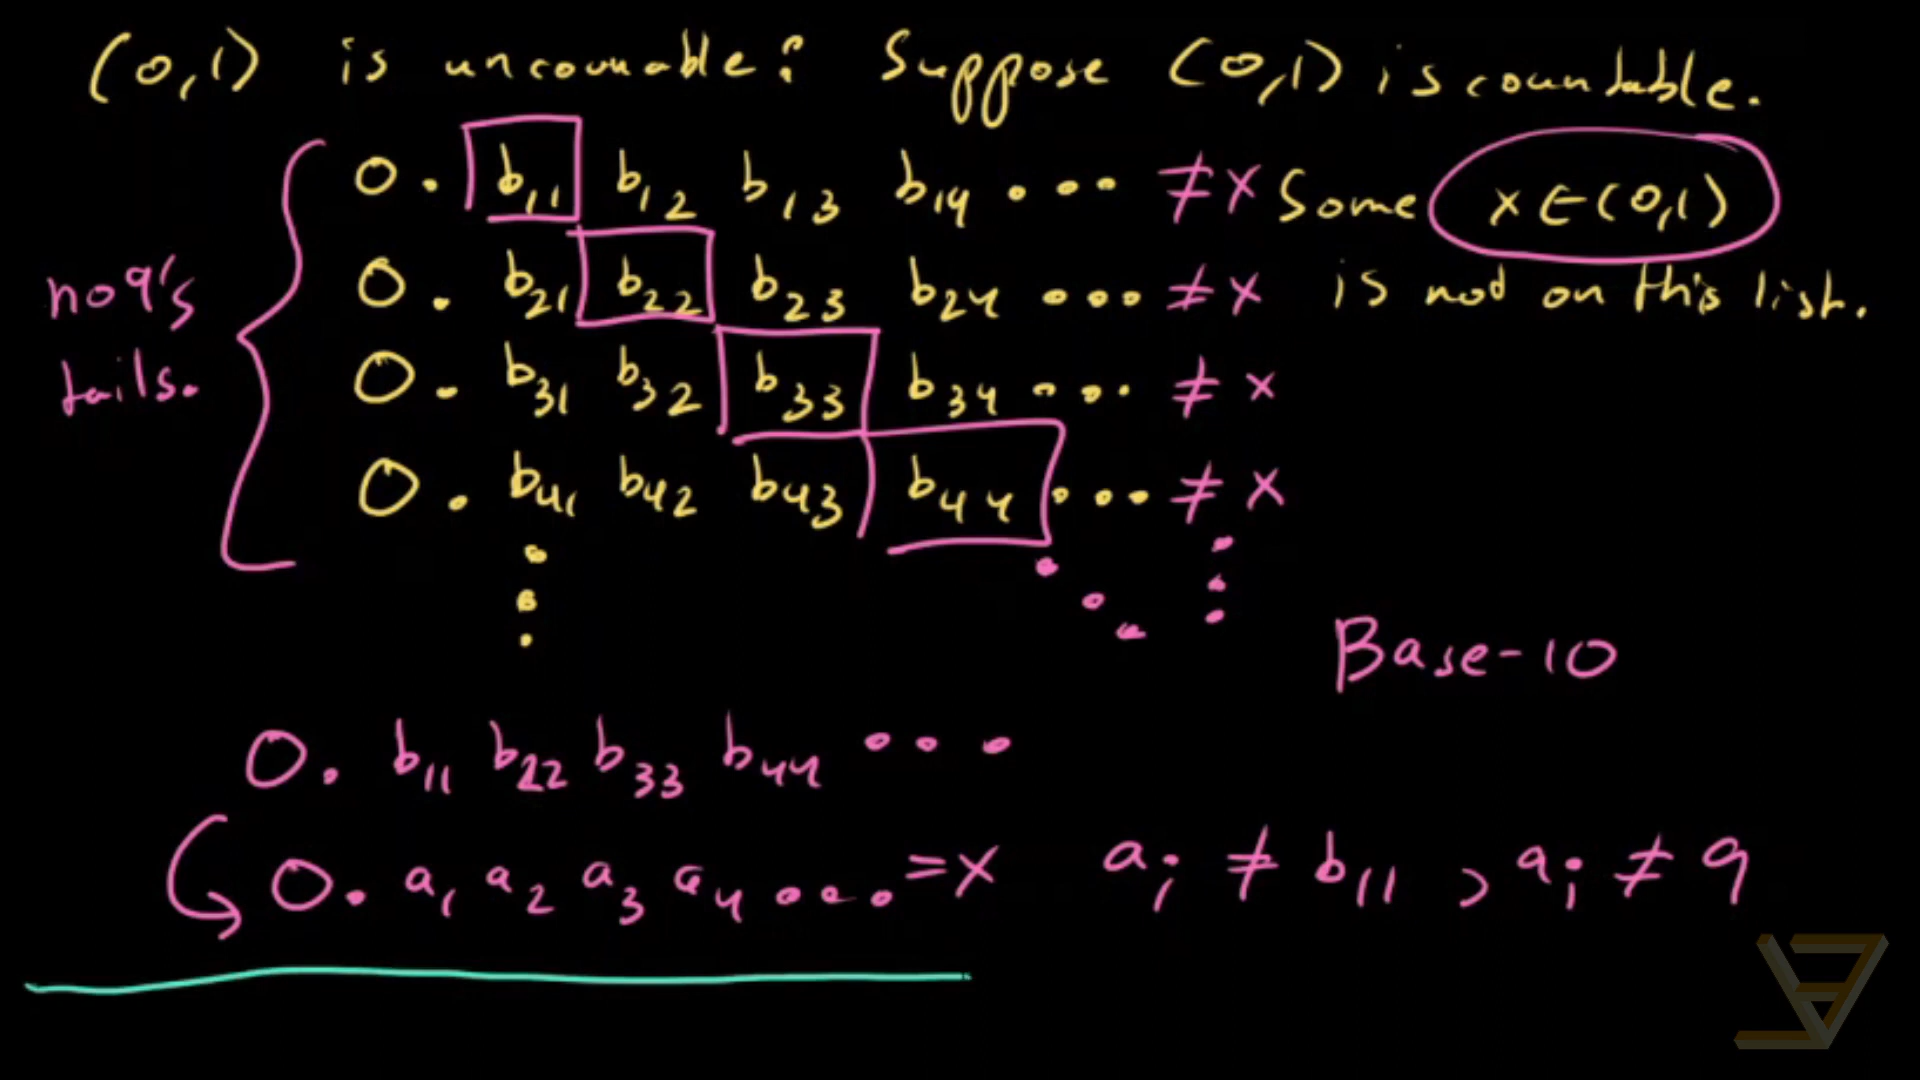 (0,1) is uncounable? Suppose (0,1) is countable.
0. b₁₁ b₁₂ b₁₃ b₁₄ ... ≠ x Some x ∈ (0,1)
no 9's 0. b₂₁ b₂₂ b₂₃ b₂₄ ... ≠ x is not on this list.
tails. 0. b₃₁ b₃₂ b₃₃ b₃₄ ... ≠ x
0. b₄₁ b₄₂ b₄₃ b₄₄ ... ≠ x
Base-10
0. b₁₁ b₂₂ b₃₃ b₄₄ ...
0. a₁ a₂ a₃ a₄ ... = x aᵢ ≠ b₁₁, aᵢ ≠ 9